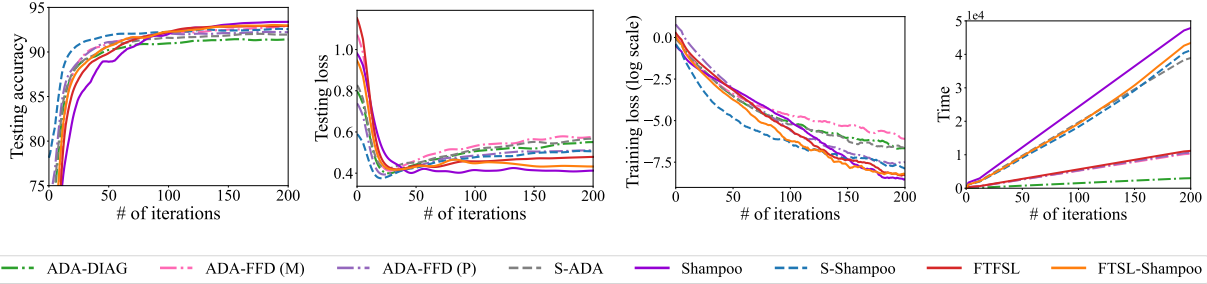 Testing accuracy
95
90
85
80
75
0 50 100 150 200
# of iterations
Testing loss
1.0
0.8
0.6
0.4
0 50 100 150 200
# of iterations
Training loss (log scale)
0.0
−2.5
−5.0
−7.5
0 50 100 150 200
# of iterations
Time
1e4
5
4
3
2
1
0
0 50 100 150 200
# of iterations
ADA-DIAG ADA-FFD (M) ADA-FFD (P) S-ADA Shampoo S-Shampoo FTFSL FTSL-Shampoo